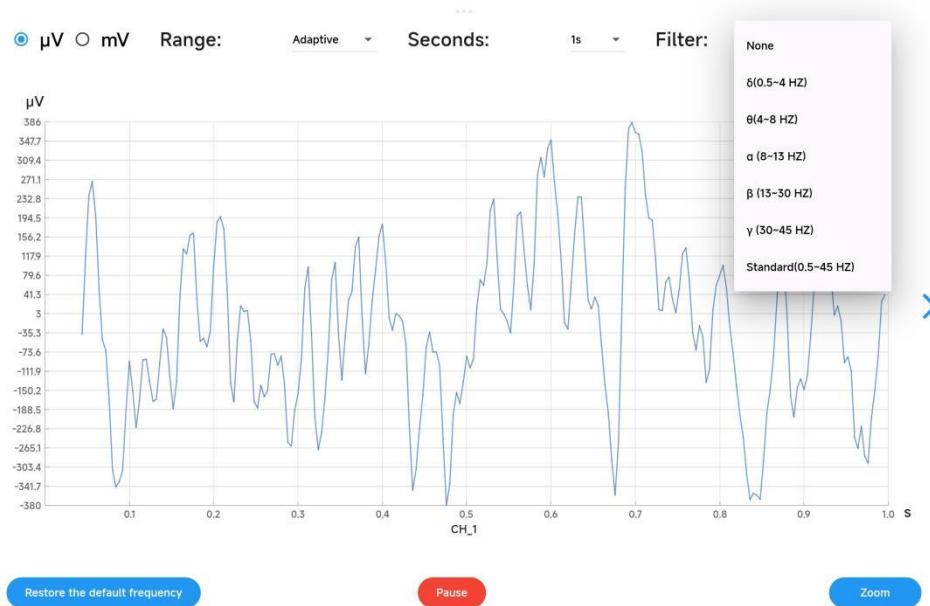 µV mV Range: Adaptive Seconds: 1s Filter:
None
δ(0.5~4 HZ)
θ(4~8 HZ)
α (8~13 HZ)
β (13~30 HZ)
γ (30~45 HZ)
Standard(0.5~45 HZ)
µV
386
347.7
309.4
271.1
232.8
194.5
156.2
117.9
79.6
41.3
3
-35.3
-73.6
-111.9
-150.2
-188.5
-226.8
-265.1
-303.4
-341.7
-380
0.1 0.2 0.3 0.4 0.5 0.6 0.7 0.8 0.9 1.0 S
CH_1
Restore the default frequency Pause Zoom